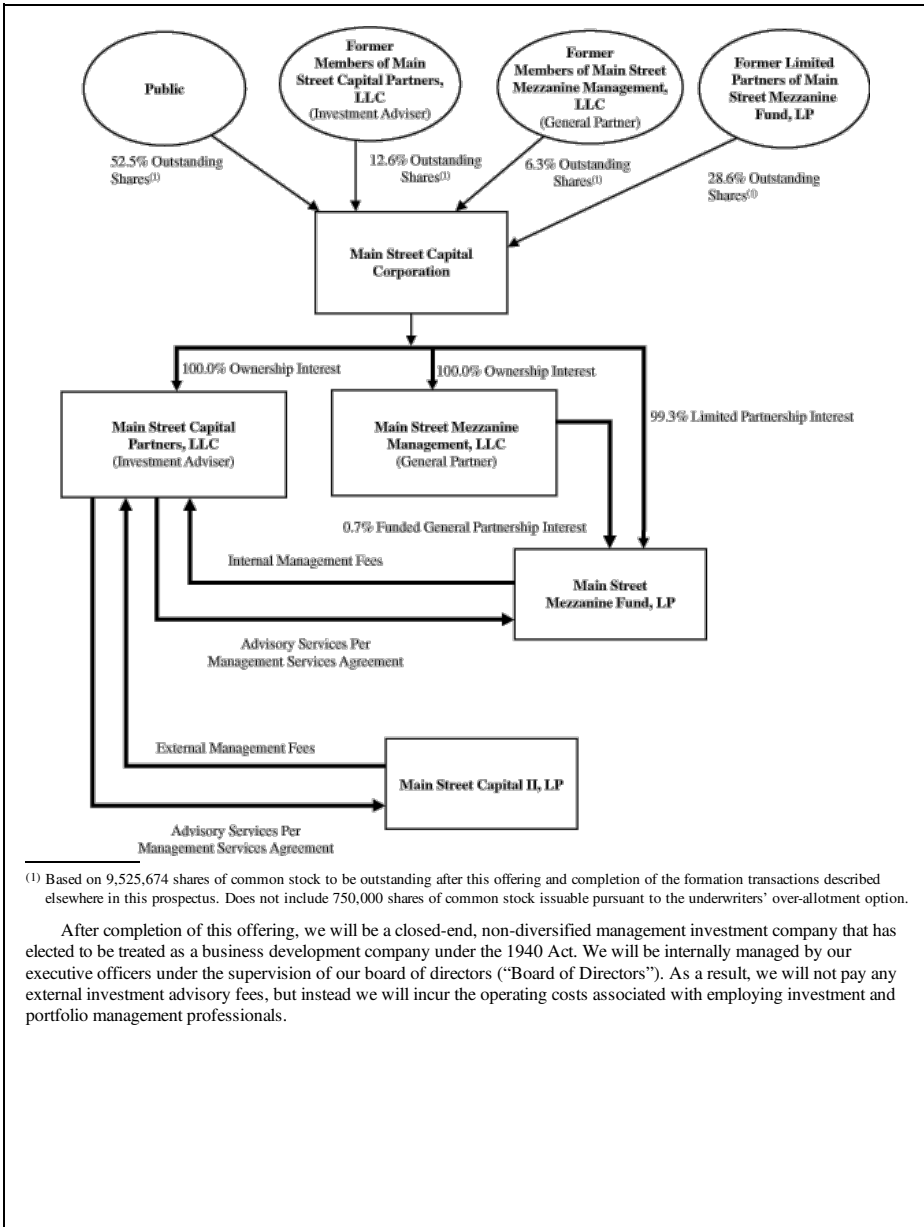 Public
Former
Members of Main
Street Capital Partners,
LLC
(Investment Adviser)
Former
Members of Main Street
Mezzanine Management,
LLC
(General Partner)
Former Limited
Partners of Main
Street Mezzanine
Fund, LP
52.5% Outstanding
Shares(1)
12.6% Outstanding
Shares(1)
6.3% Outstanding
Shares(1)
28.6% Outstanding
Shares(1)
Main Street Capital
Corporation
100.0% Ownership Interest
100.0% Ownership Interest
99.3% Limited Partnership Interest
Main Street Capital
Partners, LLC
(Investment Adviser)
Main Street Mezzanine
Management, LLC
(General Partner)
0.7% Funded General Partnership Interest
Internal Management Fees
Main Street
Mezzanine Fund, LP
Advisory Services Per
Management Services Agreement
External Management Fees
Main Street Capital II, LP
Advisory Services Per
Management Services Agreement
(1) Based on 9,525,674 shares of common stock to be outstanding after this offering and completion of the formation transactions described
elsewhere in this prospectus. Does not include 750,000 shares of common stock issuable pursuant to the underwriters’ over-allotment option.
After completion of this offering, we will be a closed-end, non-diversified management investment company that has
elected to be treated as a business development company under the 1940 Act. We will be internally managed by our
executive officers under the supervision of our board of directors (“Board of Directors”). As a result, we will not pay any
external investment advisory fees, but instead we will incur the operating costs associated with employing investment and
portfolio management professionals.